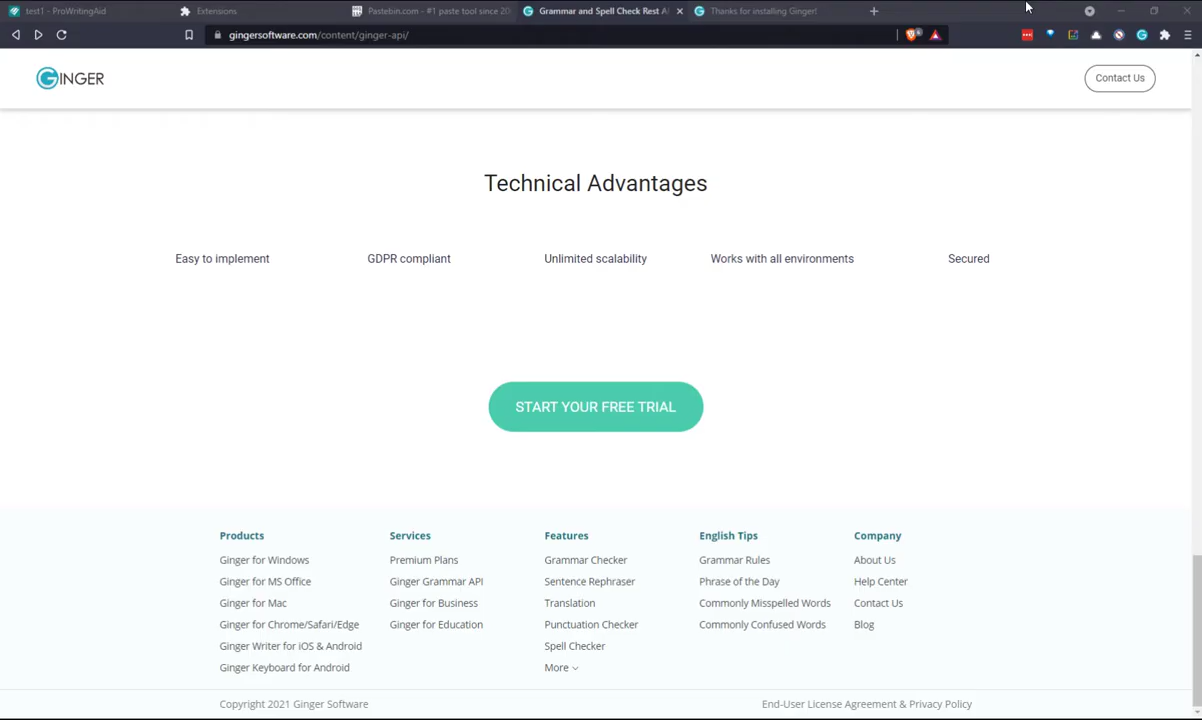 test1 - ProWritingAid
Extensions
Pastebin.com - #1 paste tool since 20
Grammar and Spell Check Rest A
Thanks for installing Ginger!
gingersoftware.com/content/ginger-api/
GINGER
Contact Us
Technical Advantages
Easy to implement
GDPR compliant
Unlimited scalability
Works with all environments
Secured
START YOUR FREE TRIAL
Products
Ginger for Windows
Ginger for MS Office
Ginger for Mac
Ginger for Chrome/Safari/Edge
Ginger Writer for iOS & Android
Ginger Keyboard for Android
Services
Premium Plans
Ginger Grammar API
Ginger for Business
Ginger for Education
Features
Grammar Checker
Sentence Rephraser
Translation
Punctuation Checker
Spell Checker
More
English Tips
Grammar Rules
Phrase of the Day
Commonly Misspelled Words
Commonly Confused Words
Company
About Us
Help Center
Contact Us
Blog
Copyright 2021 Ginger Software
End-User License Agreement & Privacy Policy